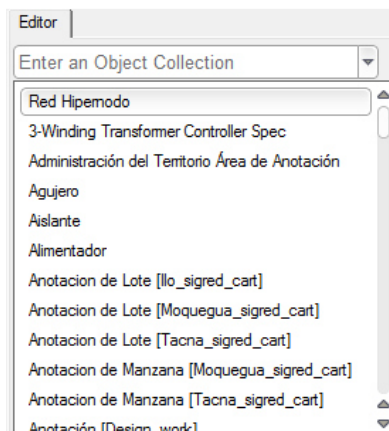 Editor
Enter an Object Collection
Red Hipernodo
3-Winding Transformer Controller Spec
Administración del Territorio Área de Anotación
Agujero
Aislante
Alimentador
Anotacion de Lote [Ilo_sigred_cart]
Anotacion de Lote [Moquegua_sigred_cart]
Anotacion de Lote [Tacna_sigred_cart]
Anotacion de Manzana [Moquegua_sigred_cart]
Anotacion de Manzana [Tacna_sigred_cart]
Anotación [Design_work]